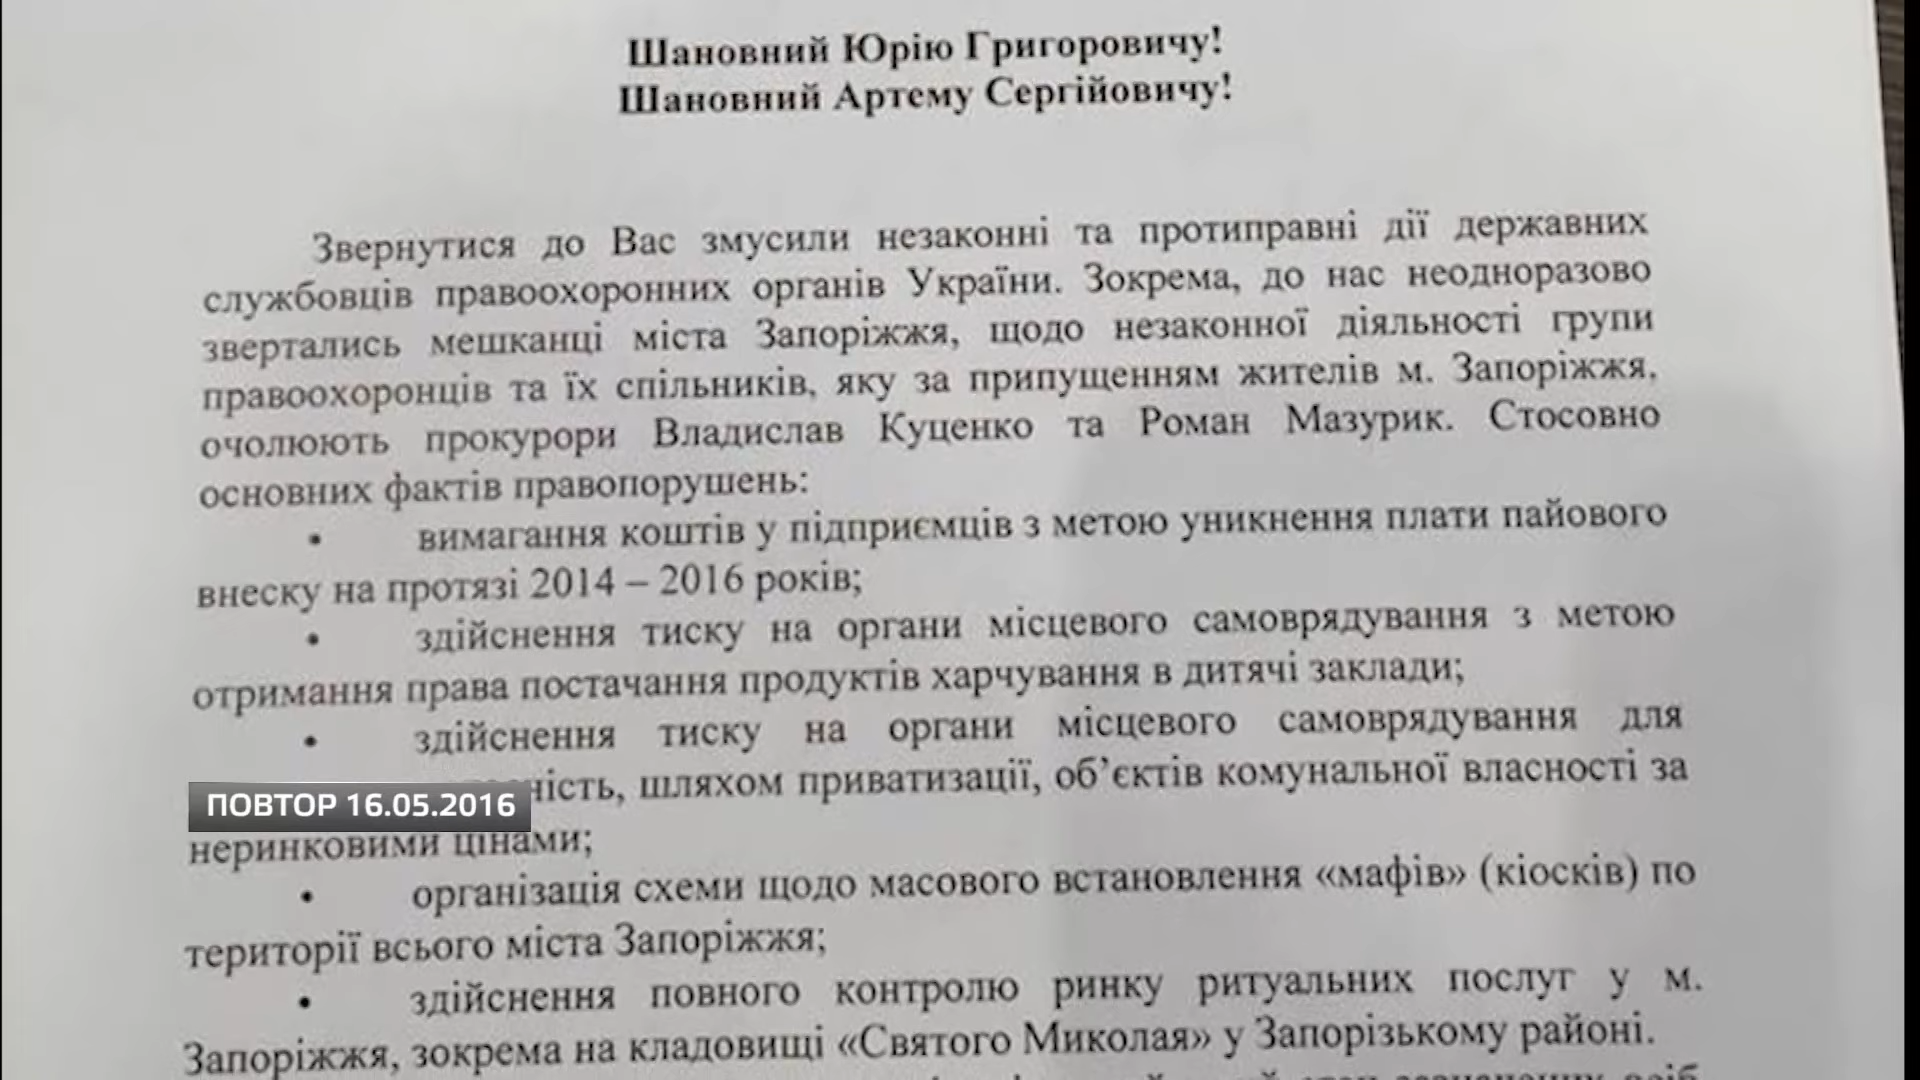 Шановний Юрію Григоровичу!
Шановний Артему Сергійовичу!
Звернутися до Вас змусили незаконні та протиправні дії державних
службовців правоохоронних органів України. Зокрема, до нас неодноразово
звертались мешканці міста Запоріжжя, щодо незаконної діяльності групи
правоохоронців та їх спільників, яку за припущенням жителів м. Запоріжжя,
очолюють прокурори Владислав Куценко та Роман Мазурик. Стосовно
основних фактів правопорушень:
• вимагання коштів у підприємців з метою уникнення плати пайового
внеску на протязі 2014 – 2016 років;
• здійснення тиску на органи місцевого самоврядування з метою
отримання права постачання продуктів харчування в дитячі заклади;
• здійснення тиску на органи місцевого самоврядування для
ність, шляхом приватизації, об’єктів комунальної власності за
ПОВТОР 16.05.2016
неринковими цінами;
• організація схеми щодо масового встановлення «мафів» (кіосків) по
території всього міста Запоріжжя;
• здійснення повного контролю ринку ритуальних послуг у м.
Запоріжжя, зокрема на кладовищі «Святого Миколая» у Запорізькому районі.